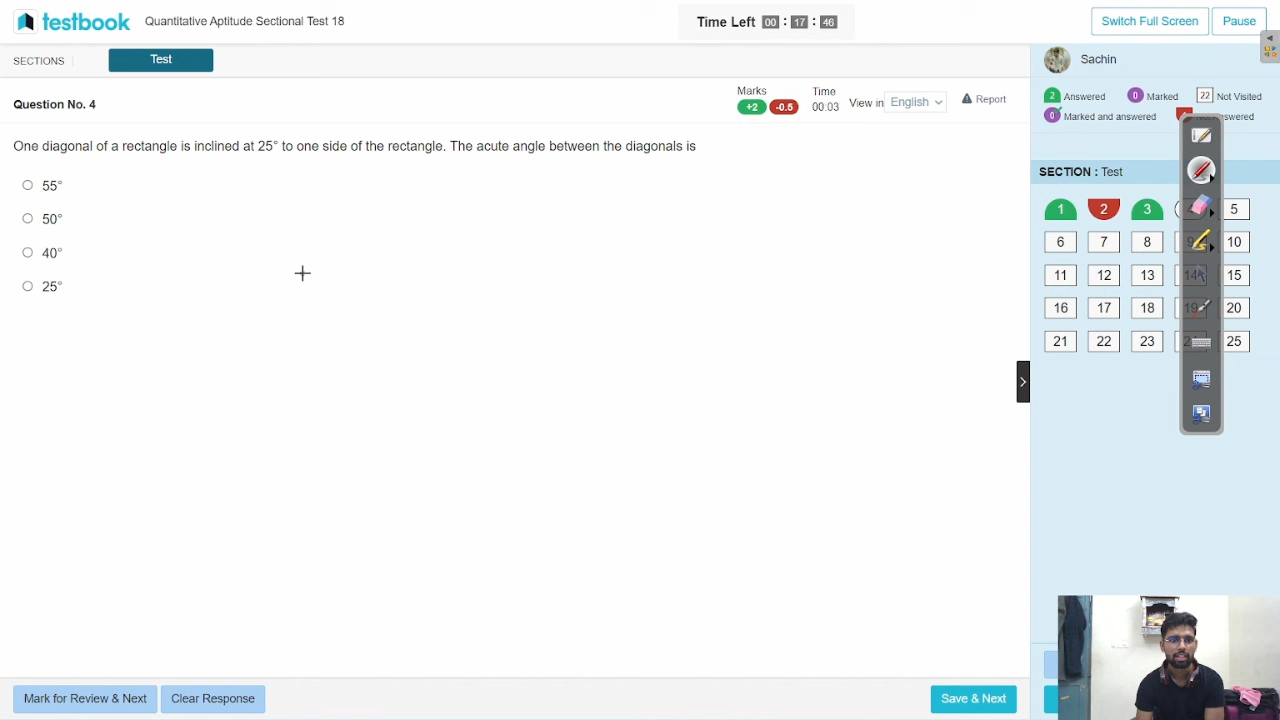 testbook
Quantitative Aptitude Sectional Test 18
Time Left 00 : 17 : 46
Switch Full Screen
Pause
SECTIONS
Test
Sachin
Question No. 4
Marks
+2 -0.5
Time
00:03
View in English
Report
2 Answered
0 Marked
22 Not Visited
0 Marked and answered
answered
One diagonal of a rectangle is inclined at 25° to one side of the rectangle. The acute angle between the diagonals is
55°
50°
40°
25°
SECTION : Test
1 2 3 4 5
6 7 8 9 10
11 12 13 14 15
16 17 18 19 20
21 22 23 25
Mark for Review & Next
Clear Response
Save & Next